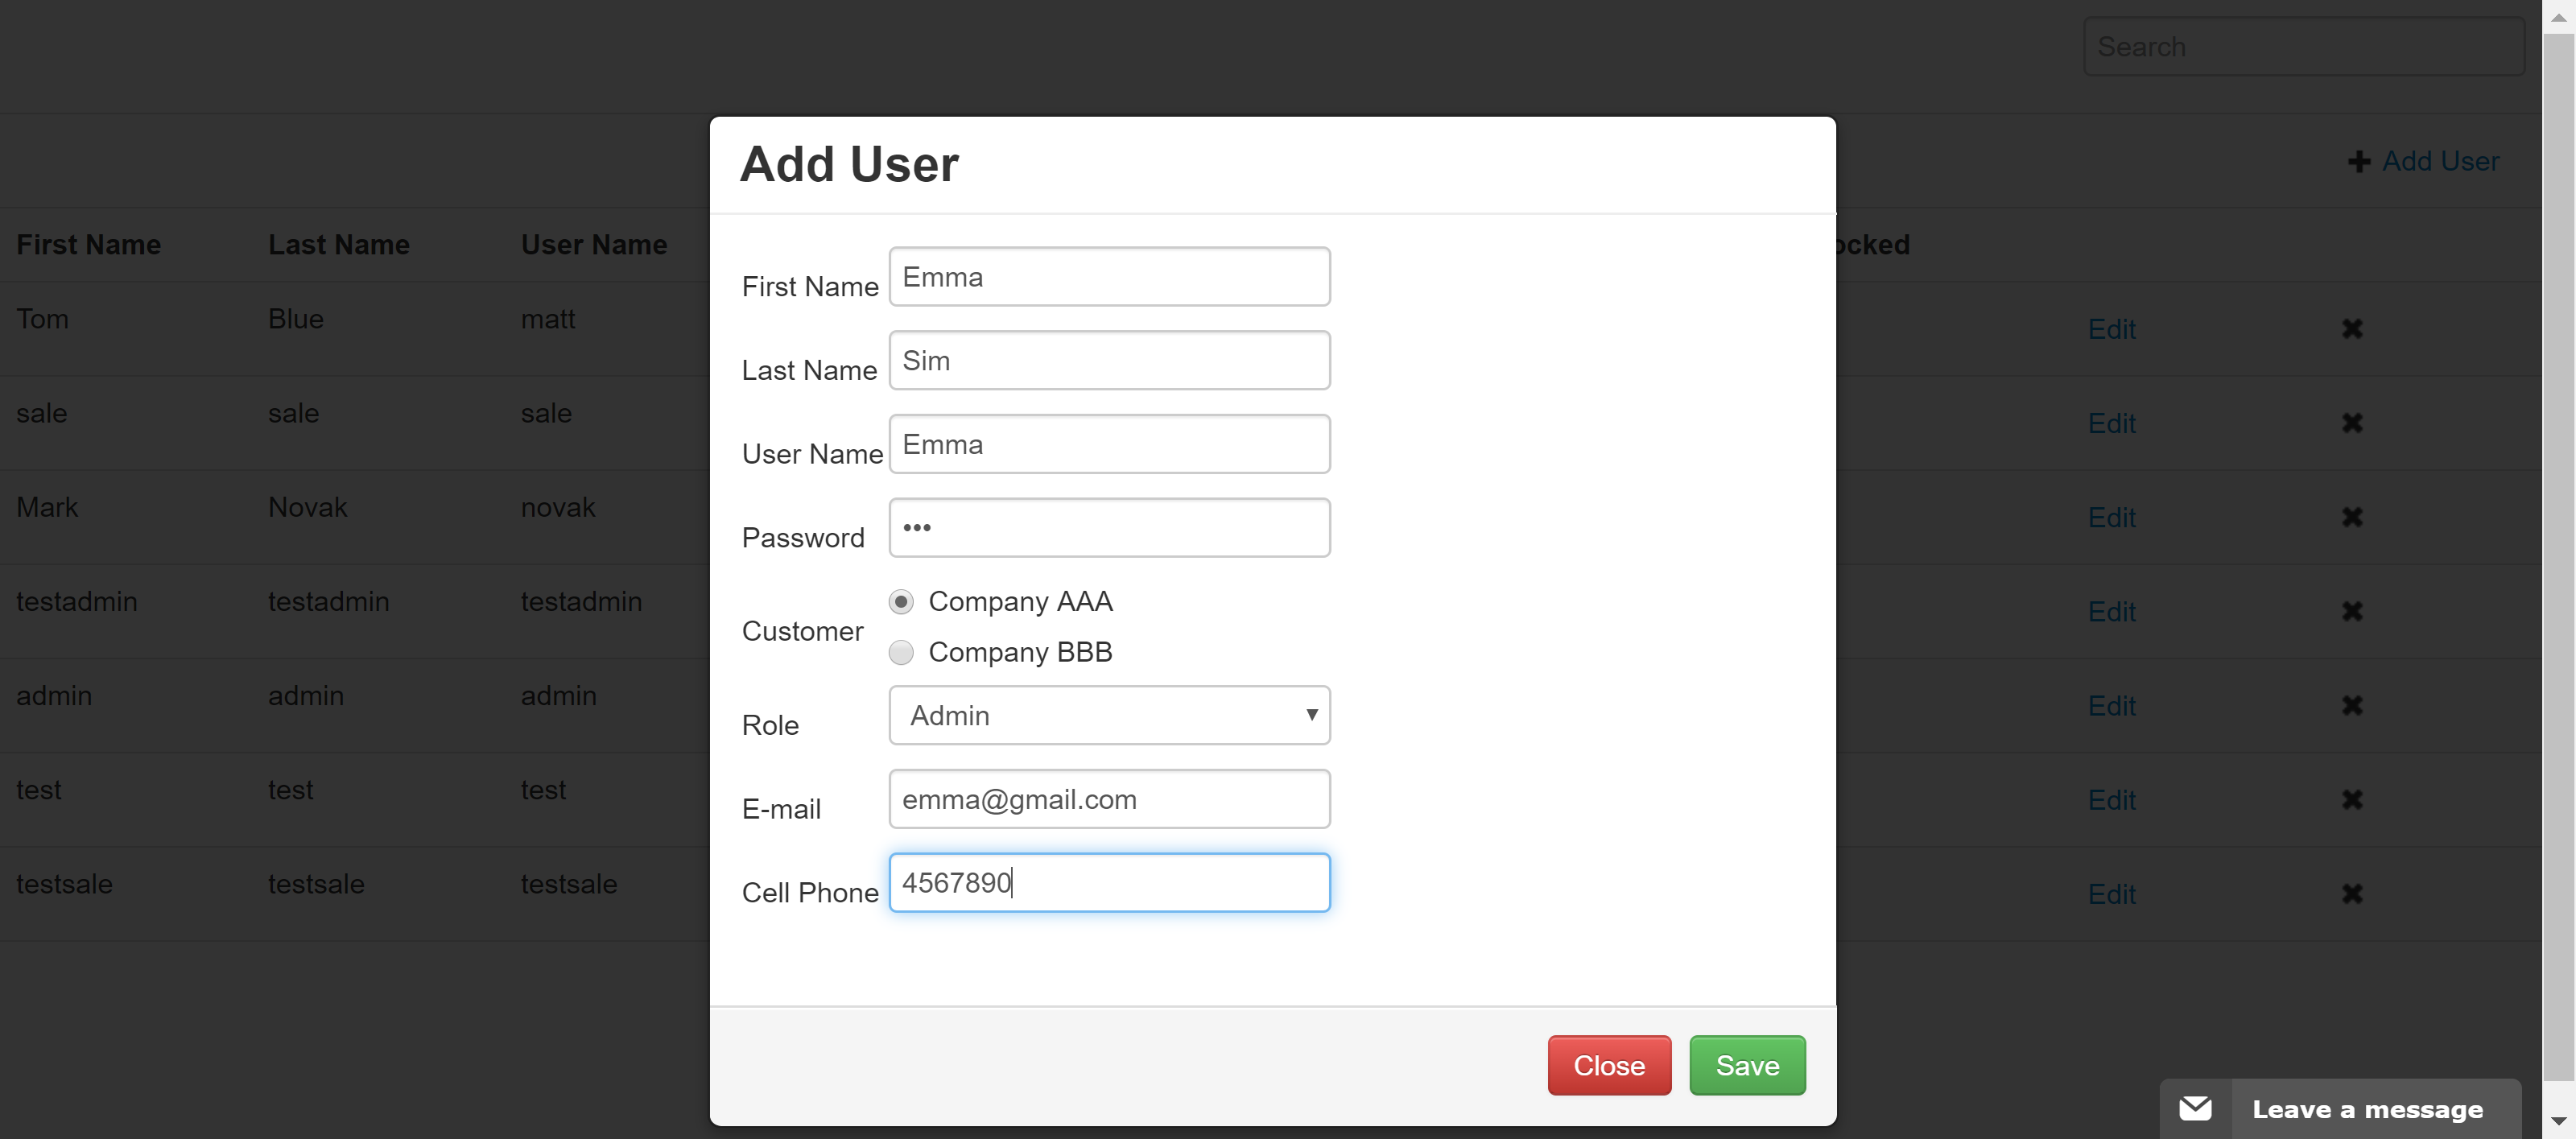 Search
Add User
Add User
First Name Last Name User Name ocked
Tom Blue matt Edit
sale sale sale Edit
Mark Novak novak Edit
testadmin testadmin testadmin Edit
admin admin admin Edit
test test test Edit
testsale testsale testsale Edit
First Name Emma
Last Name Sim
User Name Emma
Password •••
Customer
Company AAA
Company BBB
Role Admin
E-mail emma@gmail.com
Cell Phone 4567890
Close Save
Leave a message